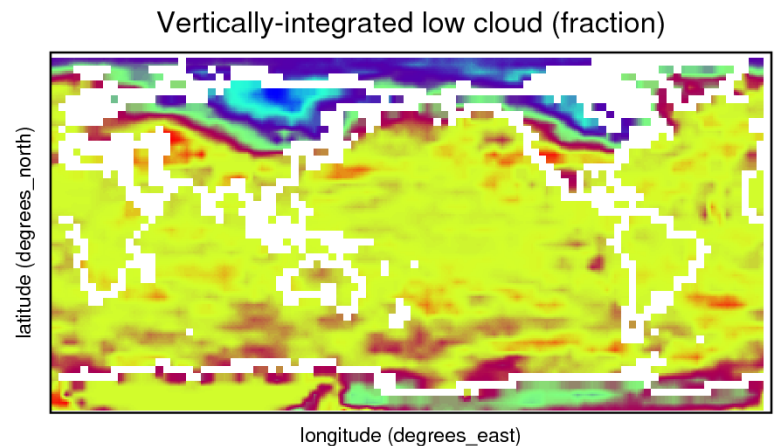 Vertically-integrated low cloud (fraction)
latitude (degrees_north)
longitude (degrees_east)